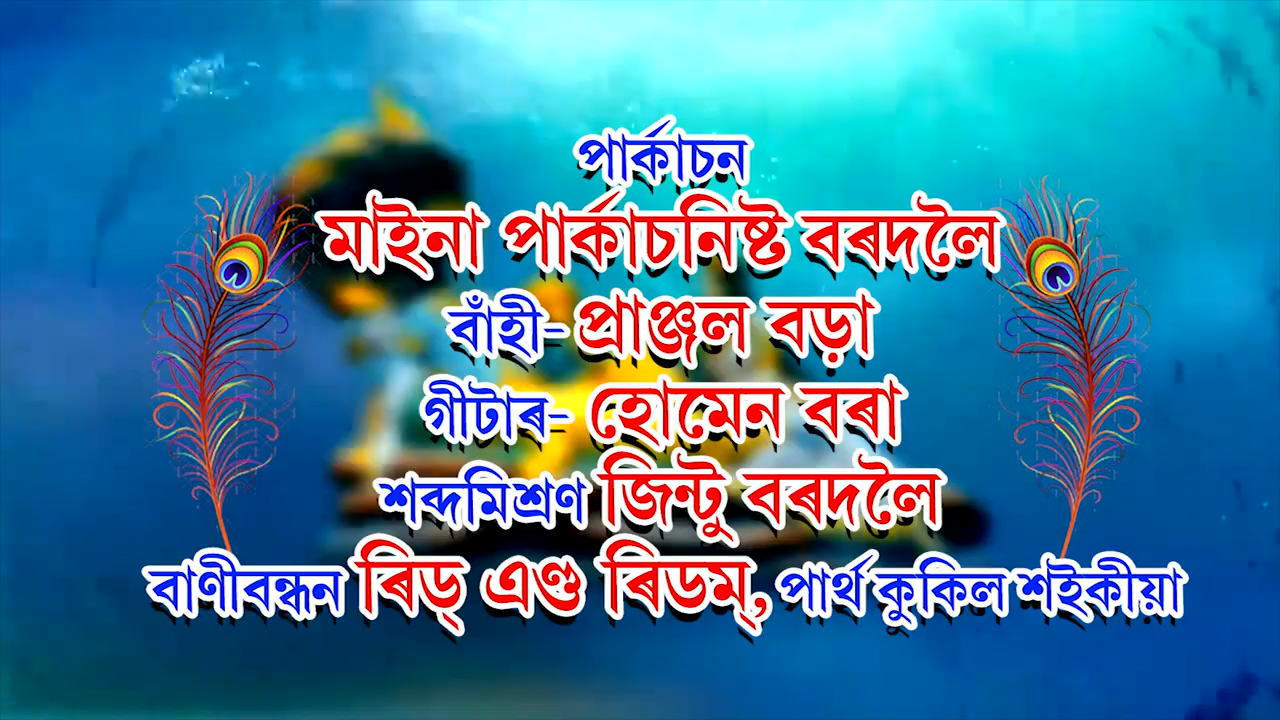 পাৰ্কাচন
মাইনা পাৰ্কাচনিষ্ট বৰদলৈ
বাঁহী- প্ৰাঞ্জল বড়া
গীটাৰ- হোমেন বৰা
শব্দমিশ্ৰণ জিন্টু বৰদলৈ
বাণীবন্ধন ৰিড্ এণ্ড ৰিডম্, পাৰ্থ কুকিল শইকীয়া